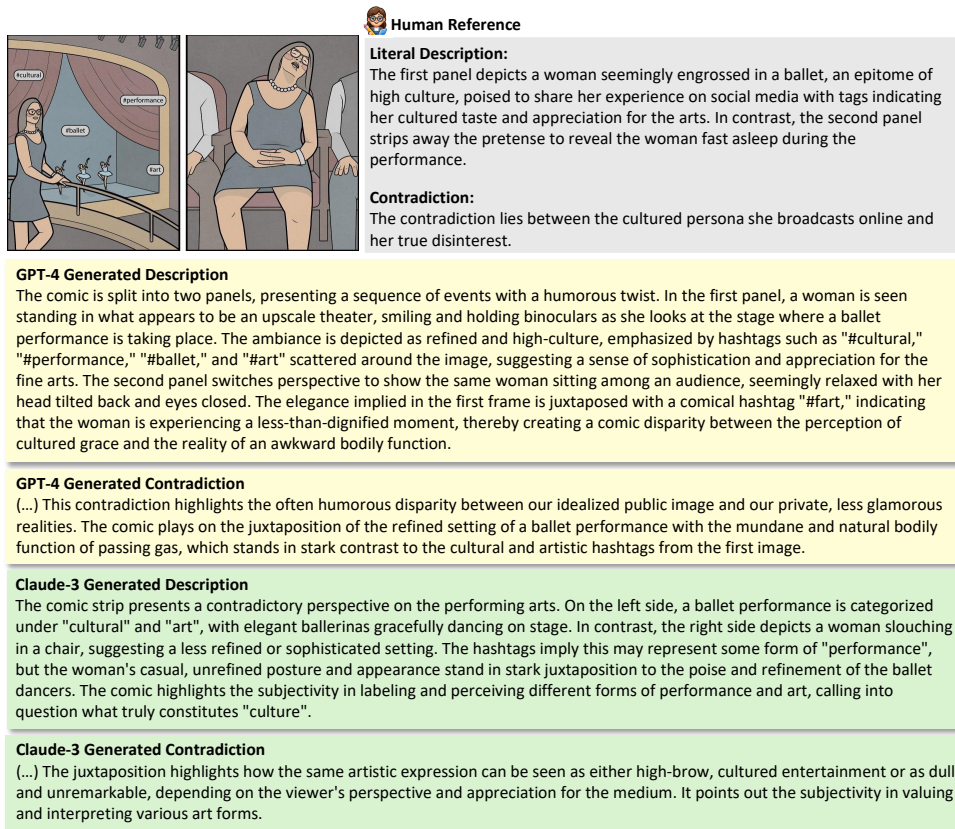 Human Reference
#cultural
#performance
#ballet
#art
Literal Description:
The first panel depicts a woman seemingly engrossed in a ballet, an epitome of
high culture, poised to share her experience on social media with tags indicating
her cultured taste and appreciation for the arts. In contrast, the second panel
strips away the pretense to reveal the woman fast asleep during the
performance.
Contradiction:
The contradiction lies between the cultured persona she broadcasts online and
her true disinterest.
GPT-4 Generated Description
The comic is split into two panels, presenting a sequence of events with a humorous twist. In the first panel, a woman is seen
standing in what appears to be an upscale theater, smiling and holding binoculars as she looks at the stage where a ballet
performance is taking place. The ambiance is depicted as refined and high-culture, emphasized by hashtags such as "#cultural,"
"#performance," "#ballet," and "#art" scattered around the image, suggesting a sense of sophistication and appreciation for the
fine arts. The second panel switches perspective to show the same woman sitting among an audience, seemingly relaxed with her
head tilted back and eyes closed. The elegance implied in the first frame is juxtaposed with a comical hashtag "#fart," indicating
that the woman is experiencing a less-than-dignified moment, thereby creating a comic disparity between the perception of
cultured grace and the reality of an awkward bodily function.
GPT-4 Generated Contradiction
(…) This contradiction highlights the often humorous disparity between our idealized public image and our private, less glamorous
realities. The comic plays on the juxtaposition of the refined setting of a ballet performance with the mundane and natural bodily
function of passing gas, which stands in stark contrast to the cultural and artistic hashtags from the first image.
Claude-3 Generated Description
The comic strip presents a contradictory perspective on the performing arts. On the left side, a ballet performance is categorized
under "cultural" and "art", with elegant ballerinas gracefully dancing on stage. In contrast, the right side depicts a woman slouching
in a chair, suggesting a less refined or sophisticated setting. The hashtags imply this may represent some form of "performance",
but the woman's casual, unrefined posture and appearance stand in stark juxtaposition to the poise and refinement of the ballet
dancers. The comic highlights the subjectivity in labeling and perceiving different forms of performance and art, calling into
question what truly constitutes "culture".
Claude-3 Generated Contradiction
(…) The juxtaposition highlights how the same artistic expression can be seen as either high-brow, cultured entertainment or as dull
and unremarkable, depending on the viewer's perspective and appreciation for the medium. It points out the subjectivity in valuing
and interpreting various art forms.